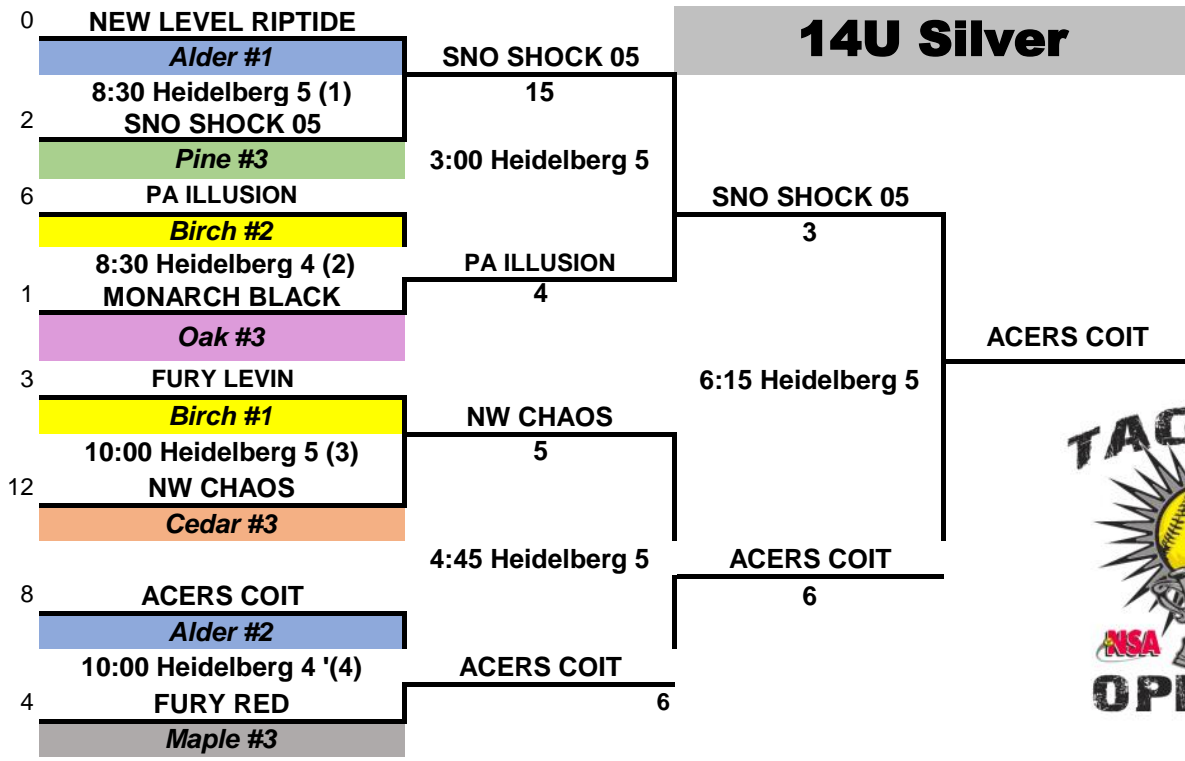 14U Silver
0
NEW LEVEL RIPTIDE
Alder #1
8:30 Heidelberg 5 (1)
2
SNO SHOCK 05
Pine #3
6
PA ILLUSION
Birch #2
8:30 Heidelberg 4 (2)
1
MONARCH BLACK
Oak #3
3
FURY LEVIN
Birch #1
10:00 Heidelberg 5 (3)
12
NW CHAOS
Cedar #3
8
ACERS COIT
Alder #2
10:00 Heidelberg 4 '(4)
4
FURY RED
Maple #3
SNO SHOCK 05
15
3:00 Heidelberg 5
PA ILLUSION
4
NW CHAOS
5
4:45 Heidelberg 5
ACERS COIT
6
SNO SHOCK 05
3
6:15 Heidelberg 5
ACERS COIT
6
ACERS COIT
NSA